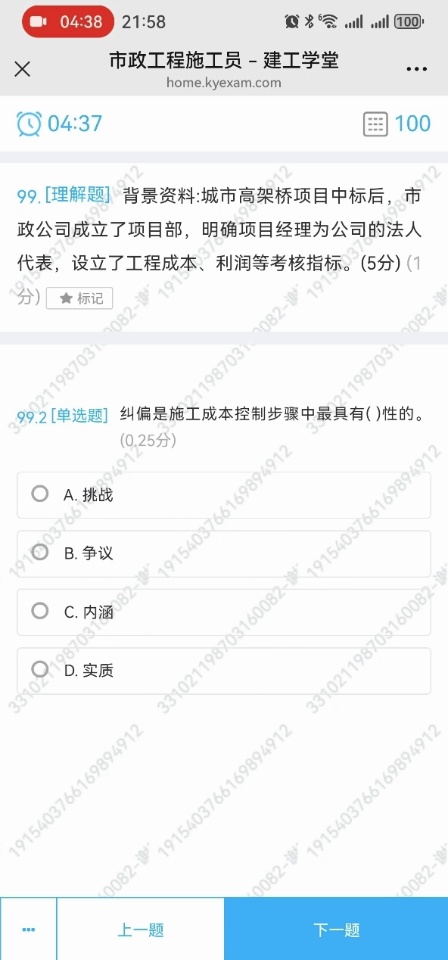 04:38 21:58 100
市政工程施工员 - 建工学堂
home.kyexam.com
04:37 100
99. [理解题] 背景资料:城市高架桥项目中标后，市
政公司成立了项目部，明确项目经理为公司的法人
代表，设立了工程成本、利润等考核指标。(5分) (1
分) ★ 标记
99.2 [单选题] 纠偏是施工成本控制步骤中最具有( )性的。
(0.25分)
A. 挑战
B. 争议
C. 内涵
D. 实质
上一题 下一题